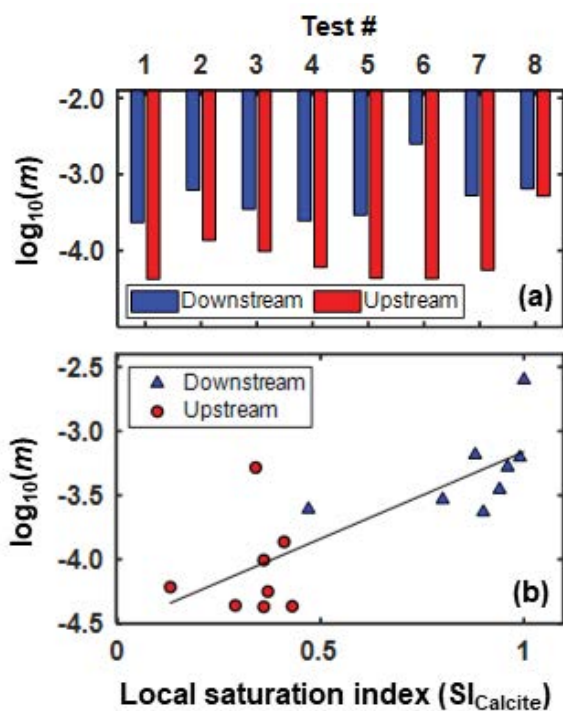 Test #
1 2 3 4 5 6 7 8
-2.0
-3.0
-4.0
log₁₀(m)
Downstream Upstream
(a)
-2.5
-3.0
-3.5
-4.0
-4.5
log₁₀(m)
Downstream
Upstream
(b)
0 0.5 1
Local saturation index (SI_Calcite)